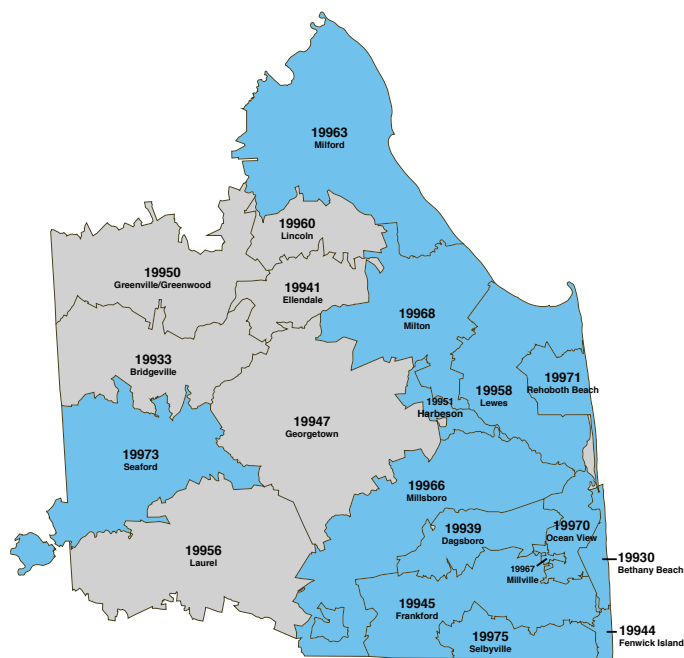 19963
Milford
19960
Lincoln
19950
Greenville/Greenwood
19941
Ellendale
19968
Milton
19933
Bridgeville
19971
Rehoboth Beach
19958
Lewes
19951
Harbeson
19947
Georgetown
19973
Seaford
19966
Millsboro
19939
Dagsboro
19970
Ocean View
19956
Laurel
19967
Millville
19930
Bethany Beach
19945
Frankford
19975
Selbyville
19944
Fenwick Island